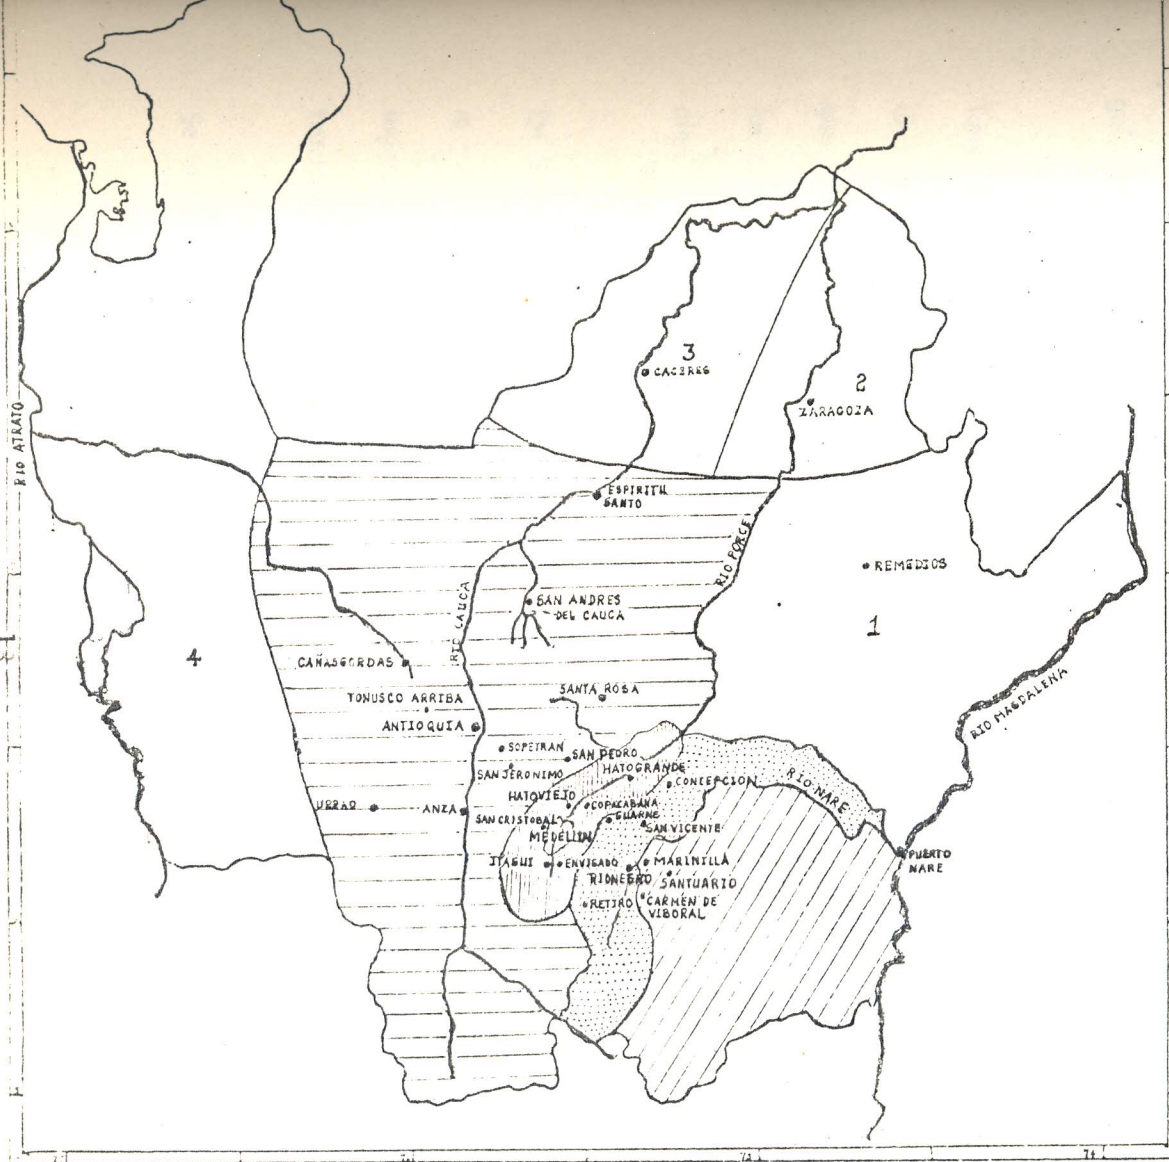 RIO ATRATO
3
CACERES
2
ZARAGOZA
ESPIRITU
SANTO
RIO PORCE
REMEDIOS
1
RIO CAUCA
SAN ANDRES
DEL CAUCA
4
CAÑASGORDAS
TONUSCO ARRIBA
SANTA ROSA
ANTIOQUIA
RIO MAGDALENA
SOPETRAN
SAN PEDRO
SAN JERONIMO
HATOGRANDE
CONCEPCION
RIO NARE
HATOVIEJO
COPACABANA
URRAO
ANZA
SAN CRISTOBAL
GUARNE
SAN VICENTE
MEDELLIN
PUERTO
NARE
ITAGUI
ENVIGADO
MARINILLA
RIONEGRO
SANTUARIO
RETIRO
CARMEN DE
VIBORAL
74